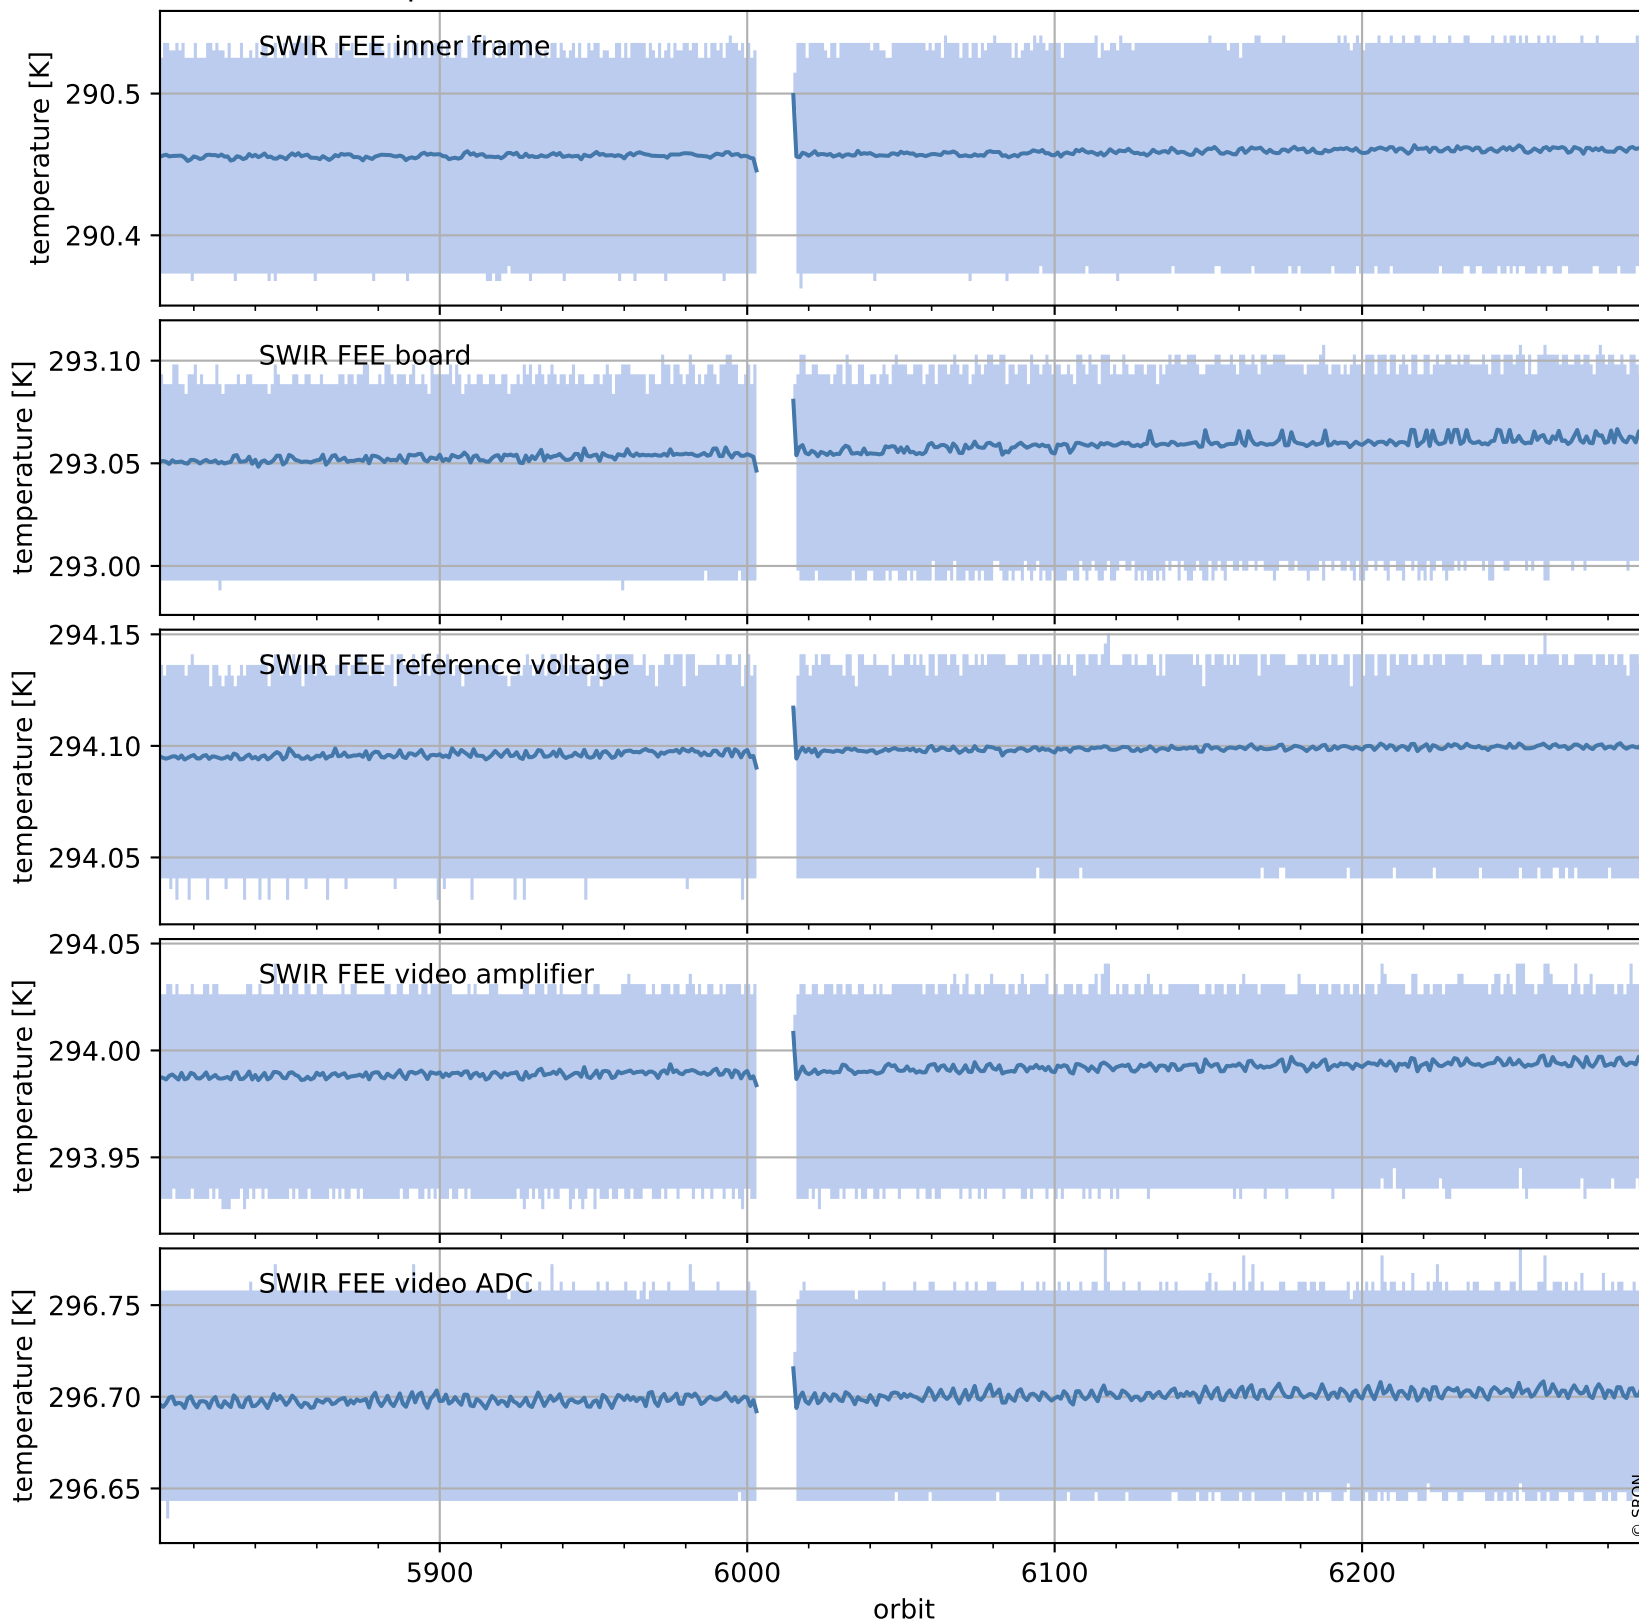 SWIR FEE inner frame
temperature [K]
290.5
290.4
SWIR FEE board
temperature [K]
293.10
293.05
293.00
SWIR FEE reference voltage
temperature [K]
294.15
294.10
294.05
SWIR FEE video amplifier
temperature [K]
294.05
294.00
293.95
SWIR FEE video ADC
temperature [K]
296.75
296.70
296.65
5900 6000 6100 6200
orbit
© SRON